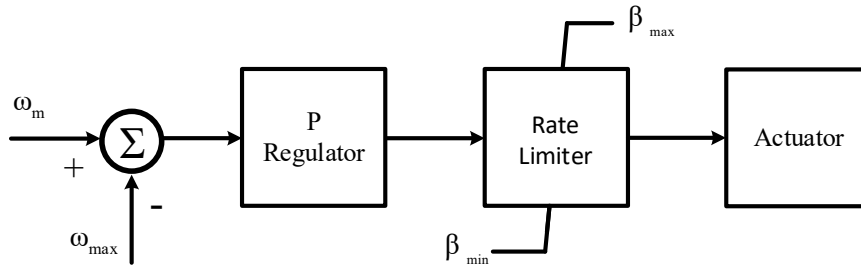 β max
ω m
Σ
+
-
ω max
P
Regulator
Rate
Limiter
β min
Actuator